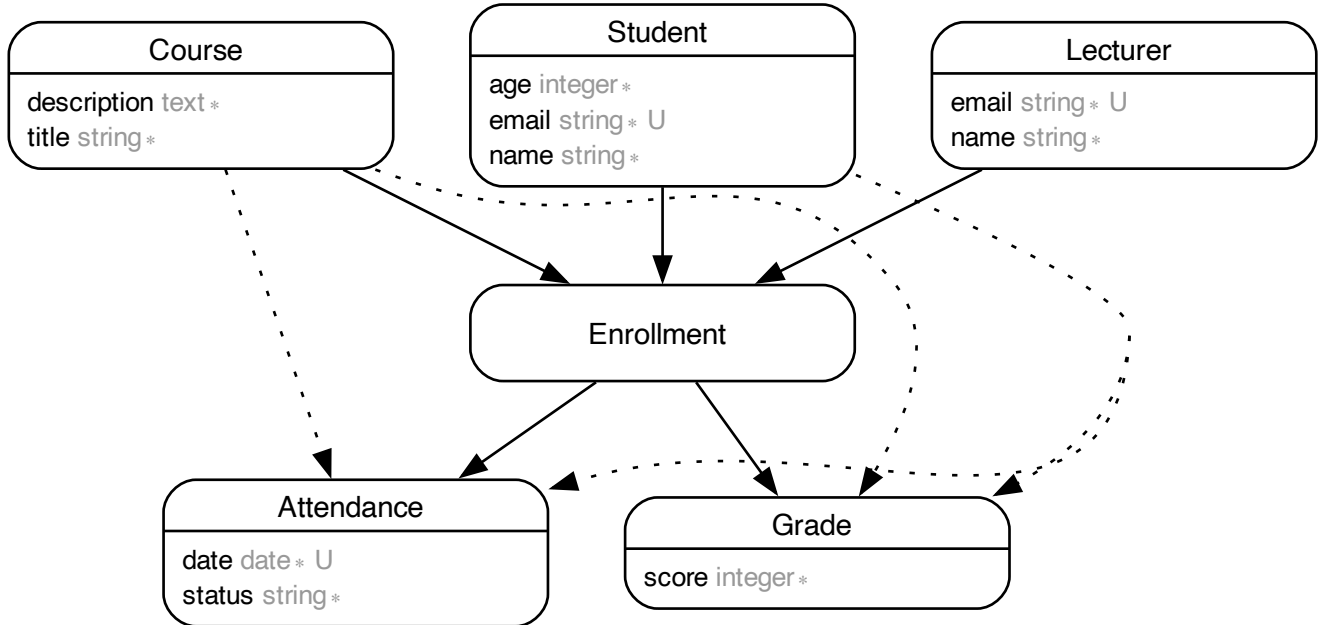 Course
description text *
title string *
Student
age integer *
email string * U
name string *
Lecturer
email string * U
name string *
Enrollment
Attendance
date date * U
status string *
Grade
score integer *